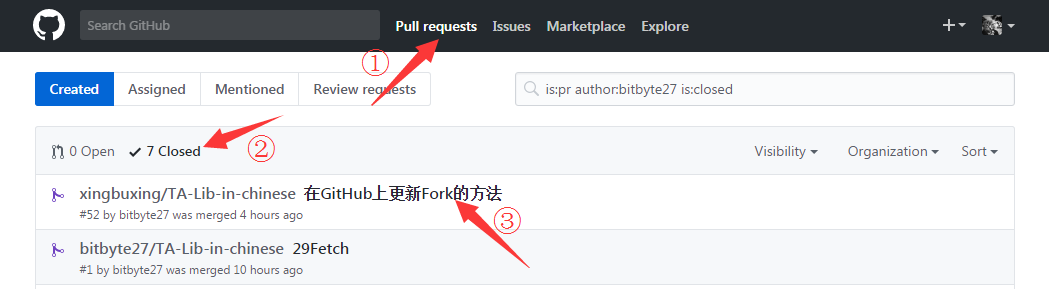 Search GitHub Pull requests Issues Marketplace Explore
①
Created Assigned Mentioned Review requests is:pr author:bitbyte27 is:closed
0 Open 7 Closed ② Visibility Organization Sort
xingbuxing/TA-Lib-in-chinese 在GitHub上更新Fork的方法
#52 by bitbyte27 was merged 4 hours ago ③
bitbyte27/TA-Lib-in-chinese 29Fetch
#1 by bitbyte27 was merged 10 hours ago